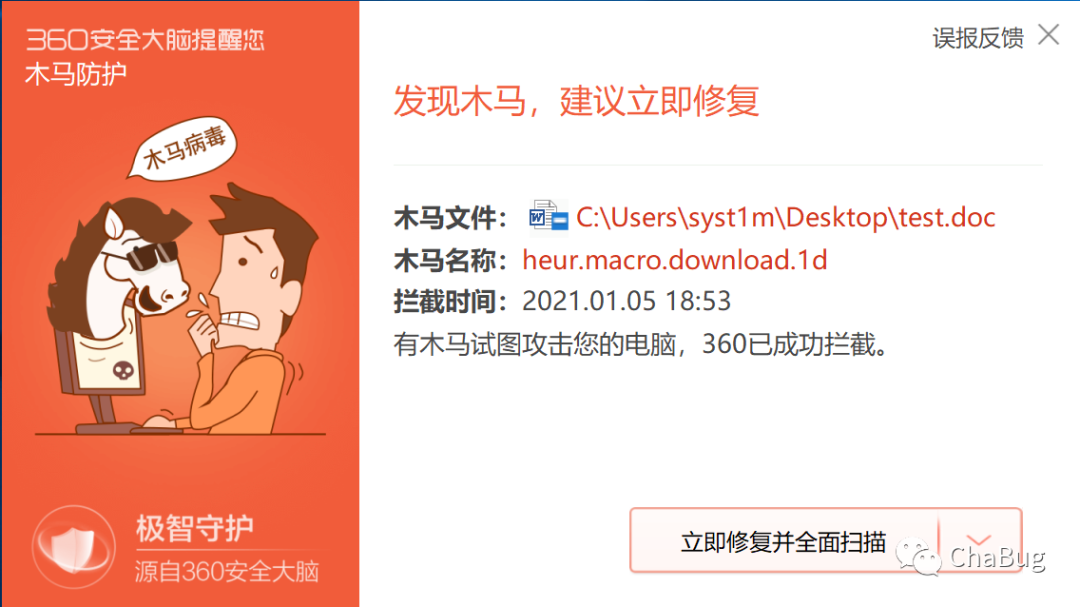 360安全大脑提醒您
木马防护
木马病毒
极智守护
源自360安全大脑
误报反馈
发现木马，建议立即修复
木马文件： C:\Users\syst1m\Desktop\test.doc
木马名称：heur.macro.download.1d
拦截时间：2021.01.05 18:53
有木马试图攻击您的电脑，360已成功拦截。
立即修复并全面扫描
ChaBug